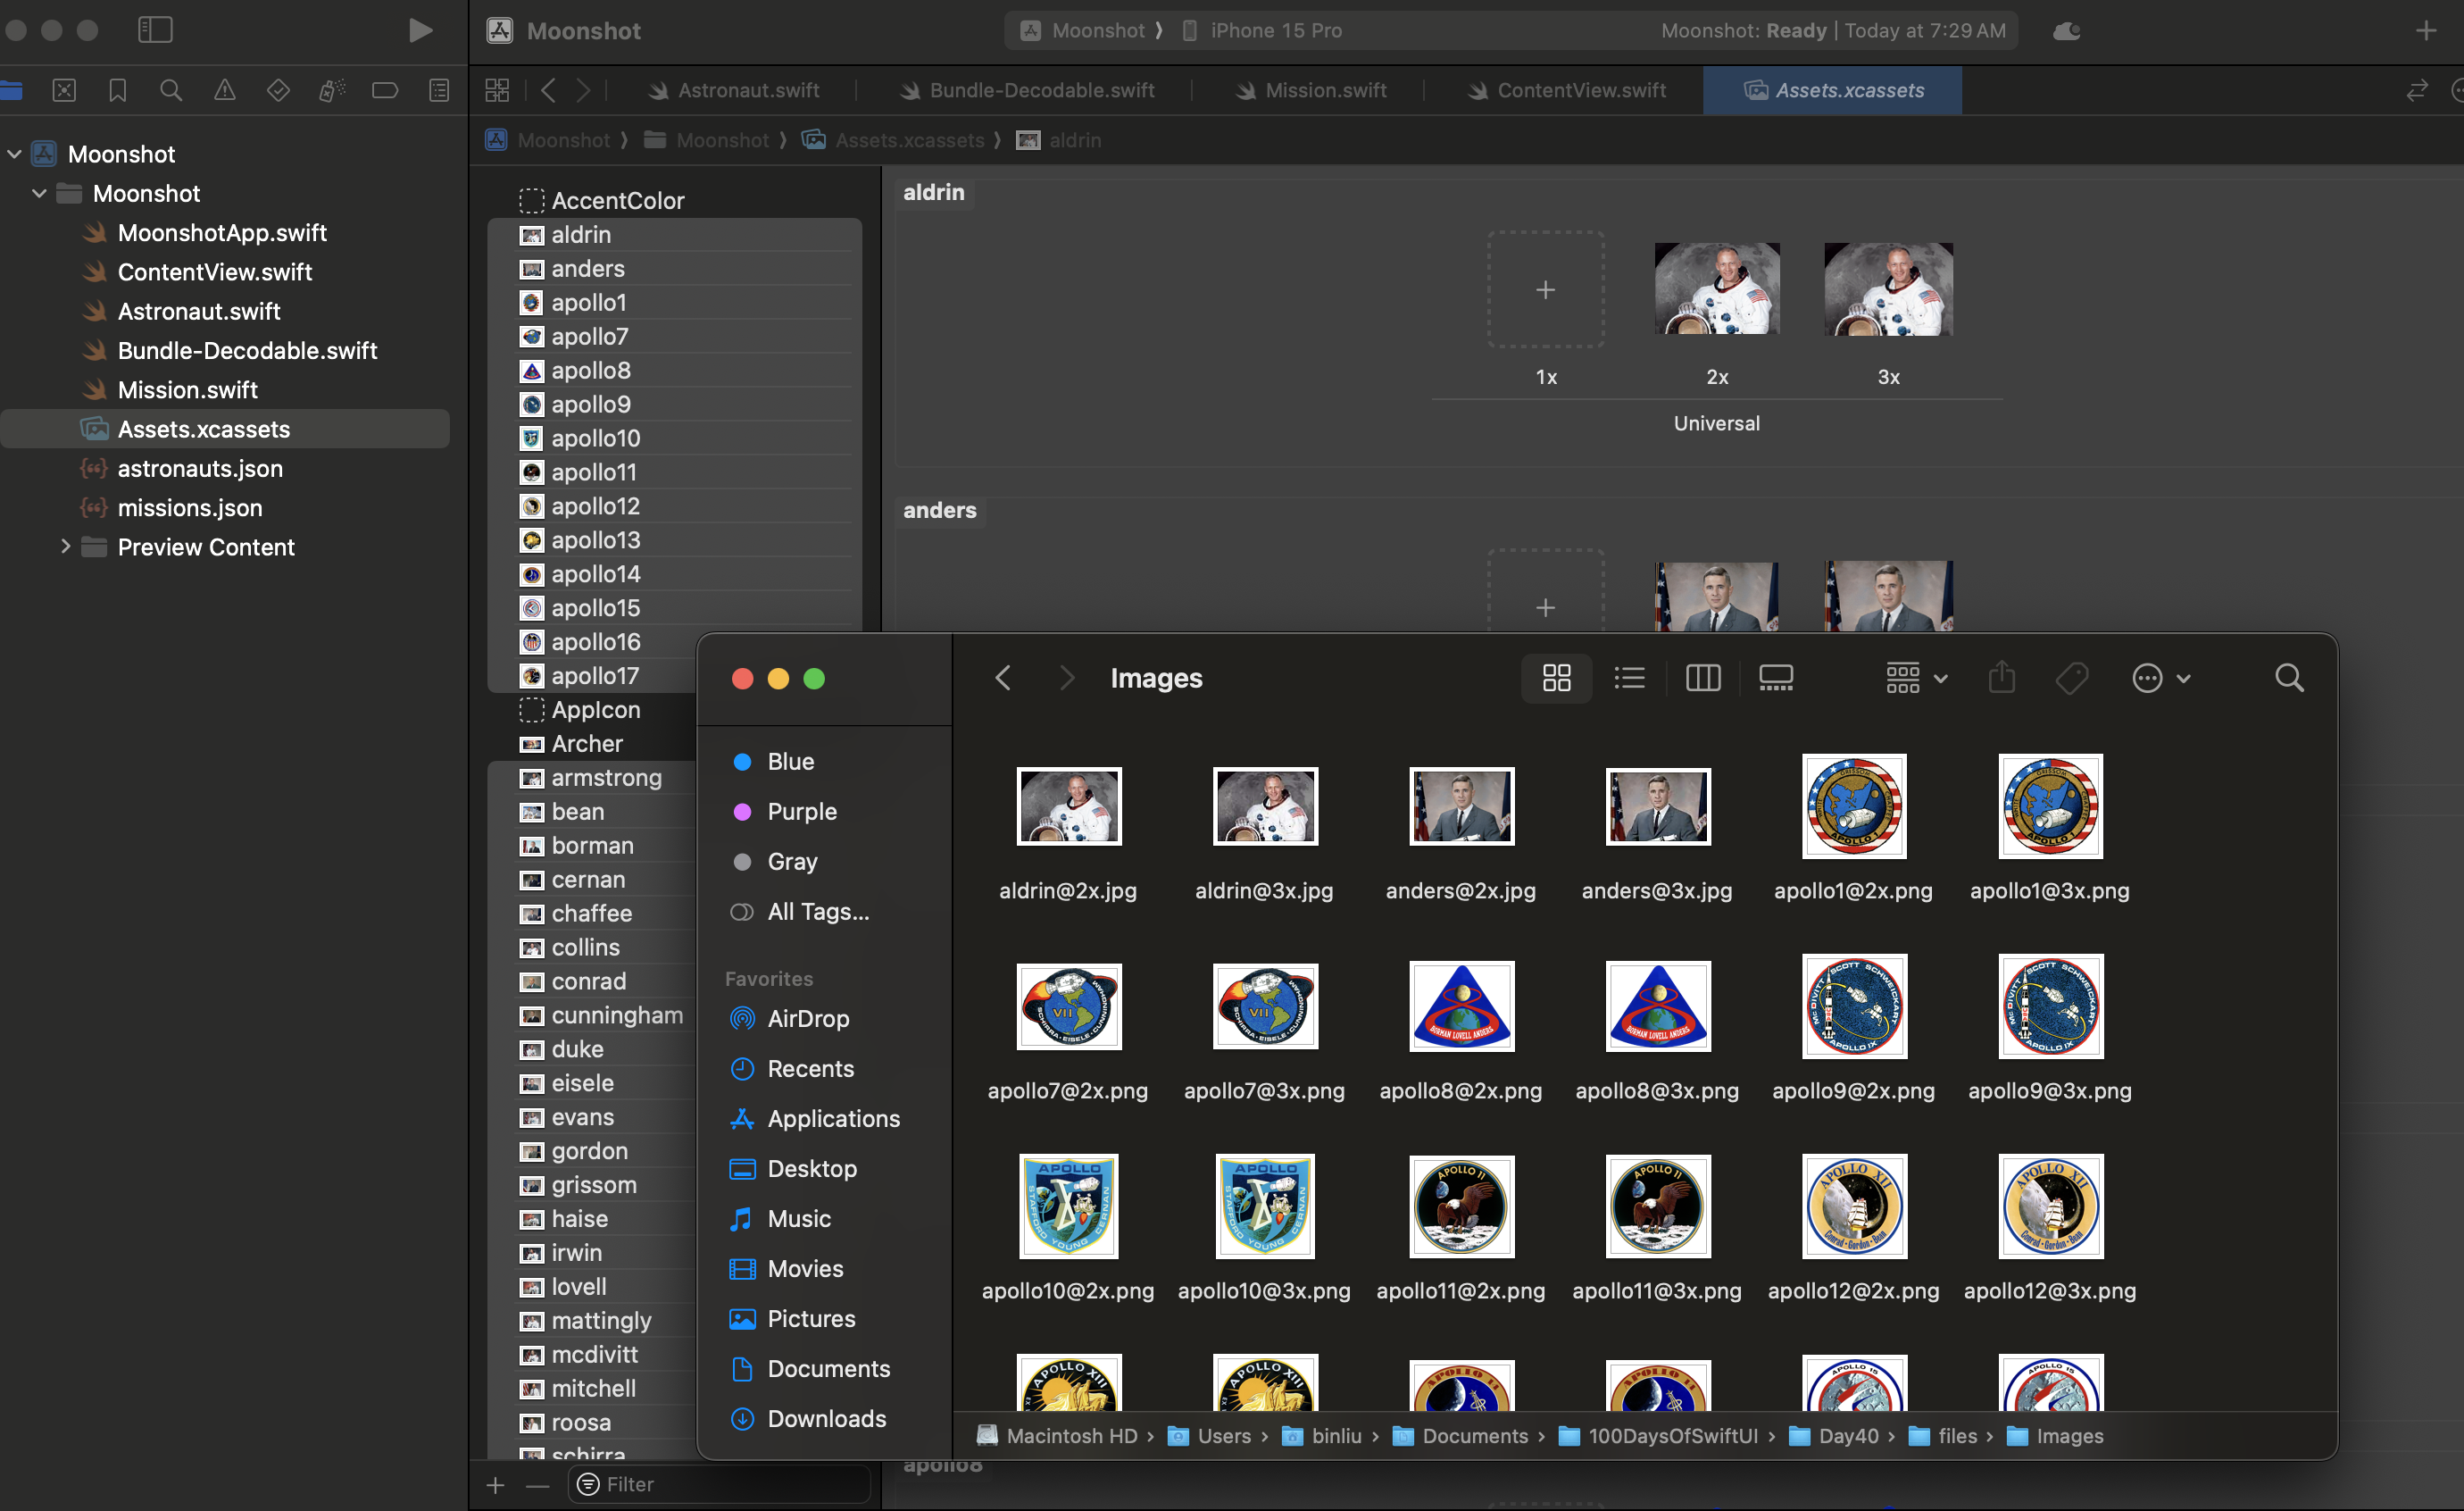 Moonshot
Moonshot
iPhone 15 Pro
Moonshot: Ready | Today at 7:29 AM
Astronaut.swift
Bundle-Decodable.swift
Mission.swift
ContentView.swift
Assets.xcassets
Moonshot
Moonshot
Assets.xcassets
aldrin
Moonshot
Moonshot
MoonshotApp.swift
ContentView.swift
Astronaut.swift
Bundle-Decodable.swift
Mission.swift
Assets.xcassets
astronauts.json
missions.json
Preview Content
AccentColor
aldrin
anders
apollo1
apollo7
apollo8
apollo9
apollo10
apollo11
apollo12
apollo13
apollo14
apollo15
apollo16
apollo17
AppIcon
Archer
armstrong
bean
borman
cernan
chaffee
collins
conrad
cunningham
duke
eisele
evans
gordon
grissom
haise
irwin
lovell
mattingly
mcdivitt
mitchell
roosa
schirra
Filter
aldrin
1x
2x
3x
Universal
anders
apollo8
Images
Blue
Purple
Gray
All Tags...
Favorites
AirDrop
Recents
Applications
Desktop
Music
Movies
Pictures
Documents
Downloads
aldrin@2x.jpg
aldrin@3x.jpg
anders@2x.jpg
anders@3x.jpg
apollo1@2x.png
apollo1@3x.png
apollo7@2x.png
apollo7@3x.png
apollo8@2x.png
apollo8@3x.png
apollo9@2x.png
apollo9@3x.png
apollo10@2x.png
apollo10@3x.png
apollo11@2x.png
apollo11@3x.png
apollo12@2x.png
apollo12@3x.png
Macintosh HD
Users
binliu
Documents
100DaysOfSwiftUI
Day40
files
Images